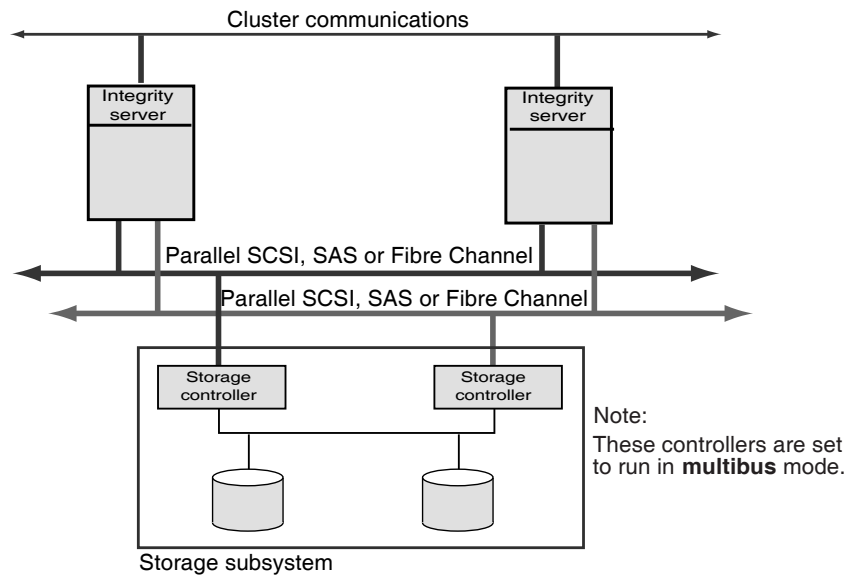 Cluster communications
Integrity
server
Integrity
server
Parallel SCSI, SAS or Fibre Channel
Parallel SCSI, SAS or Fibre Channel
Storage
controller
Storage
controller
Note:
These controllers are set
to run in multibus mode.
Storage subsystem